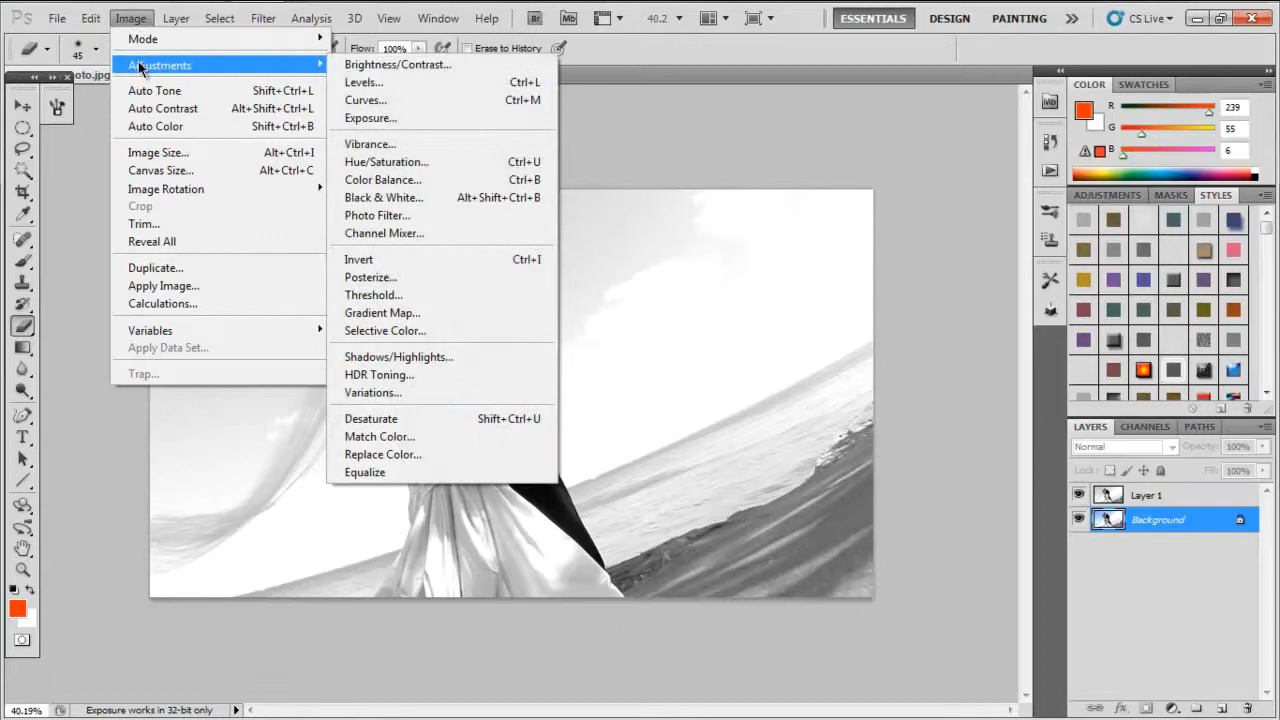 Ps File Edit Image Layer Select Filter Analysis 3D View Window Help Br Mb 40.2 ESSENTIALS DESIGN PAINTING CS Live
45 Flow: 100% Erase to History
oto.jpg
Mode
Adjustments
Auto Tone Shift+Ctrl+L
Auto Contrast Alt+Shift+Ctrl+L
Auto Color Shift+Ctrl+B
Image Size... Alt+Ctrl+I
Canvas Size... Alt+Ctrl+C
Image Rotation
Crop
Trim...
Reveal All
Duplicate...
Apply Image...
Calculations...
Variables
Apply Data Set...
Trap...
Brightness/Contrast...
Levels... Ctrl+L
Curves... Ctrl+M
Exposure...
Vibrance...
Hue/Saturation... Ctrl+U
Color Balance... Ctrl+B
Black & White... Alt+Shift+Ctrl+B
Photo Filter...
Channel Mixer...
Invert Ctrl+I
Posterize...
Threshold...
Gradient Map...
Selective Color...
Shadows/Highlights...
HDR Toning...
Variations...
Desaturate Shift+Ctrl+U
Match Color...
Replace Color...
Equalize
COLOR SWATCHES
Mb
R 239
G 55
B 6
ADJUSTMENTS MASKS STYLES
LAYERS CHANNELS PATHS
Normal Opacity: 100%
Lock: Fill: 100%
Layer 1
Background
T
fx
40.19% Exposure works in 32-bit only